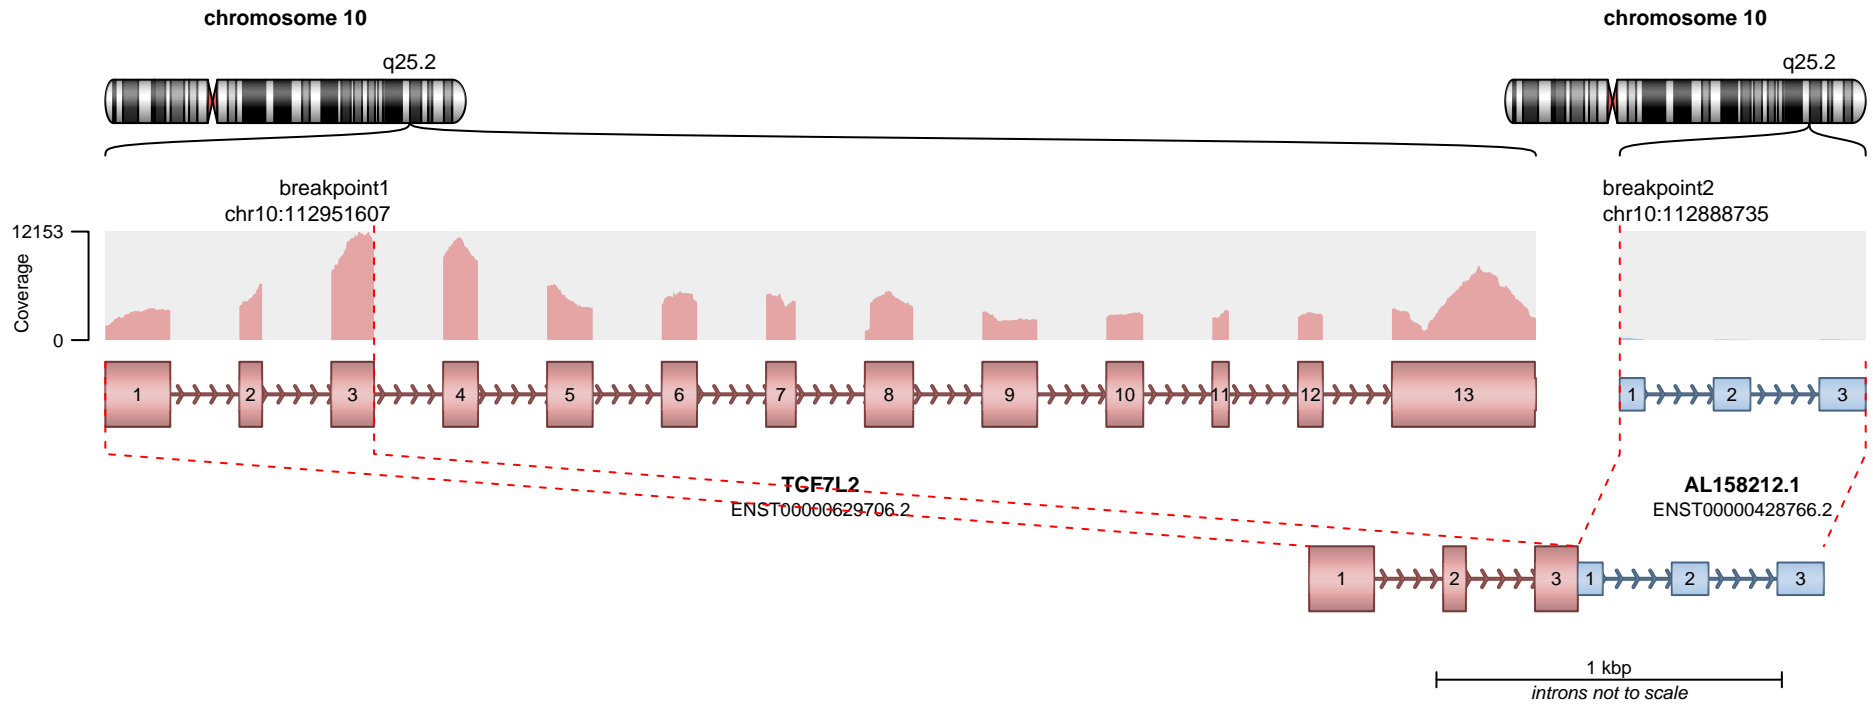 chromosome 10
chromosome 10
q25.2
q25.2
breakpoint1
chr10:112951607
breakpoint2
chr10:112888735
12153
Coverage
0
1 2 3 4 5 6 7 8 9 10 11 12 13
1 2 3
TCF7L2
ENST00000629706.2
AL158212.1
ENST00000428766.2
1 2 3 1 2 3
1 kbp
introns not to scale